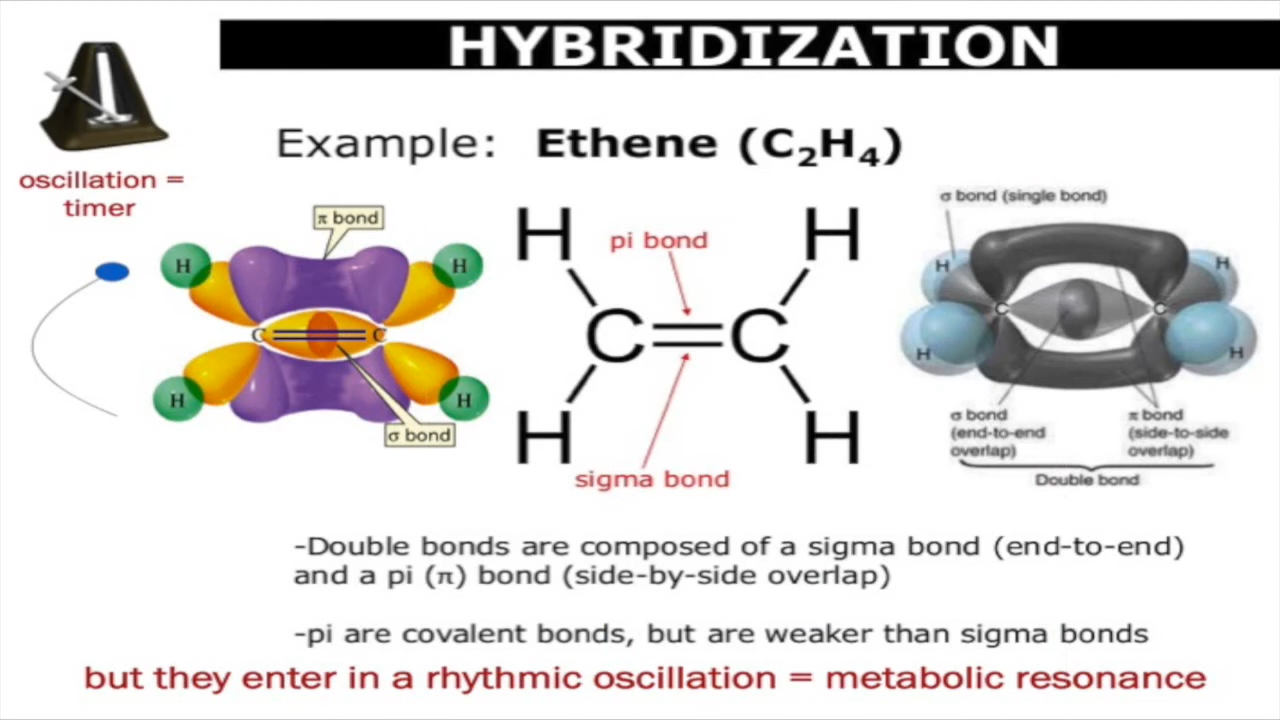 HYBRIDIZATION
Example: Ethene (C₂H₄)
oscillation =
timer
π bond
H
H
C
C
H
H
σ bond
H
H
pi bond
C
C
H
H
sigma bond
σ bond (single bond)
H
H
C
C
H
H
σ bond
(end-to-end
overlap)
π bond
(side-to-side
overlap)
Double bond
-Double bonds are composed of a sigma bond (end-to-end)
and a pi (π) bond (side-by-side overlap)
-pi are covalent bonds, but are weaker than sigma bonds
but they enter in a rhythmic oscillation = metabolic resonance